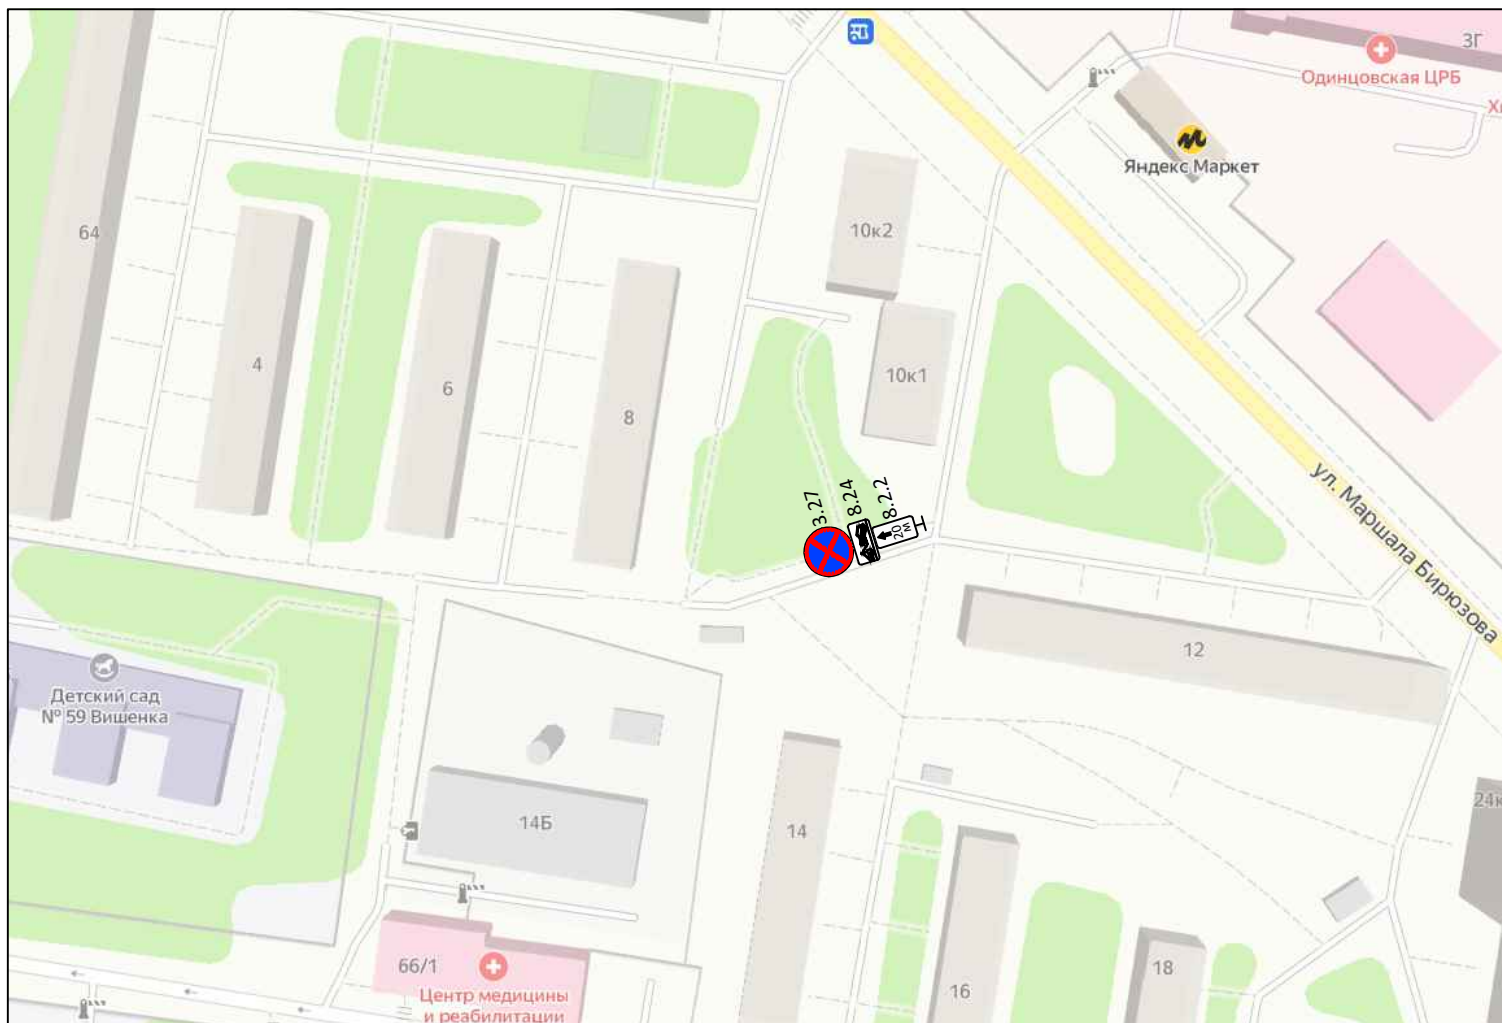 3Г
Одинцовская ЦРБ
Яндекс Маркет
64
10к2
4
6
8
10к1
ул. Маршала Бирюзова
3.27
8.24
8.2.2
20
м
12
Детский сад
№ 59 Вишенка
14Б
14
24к
66/1
Центр медицины
и реабилитации
16
18